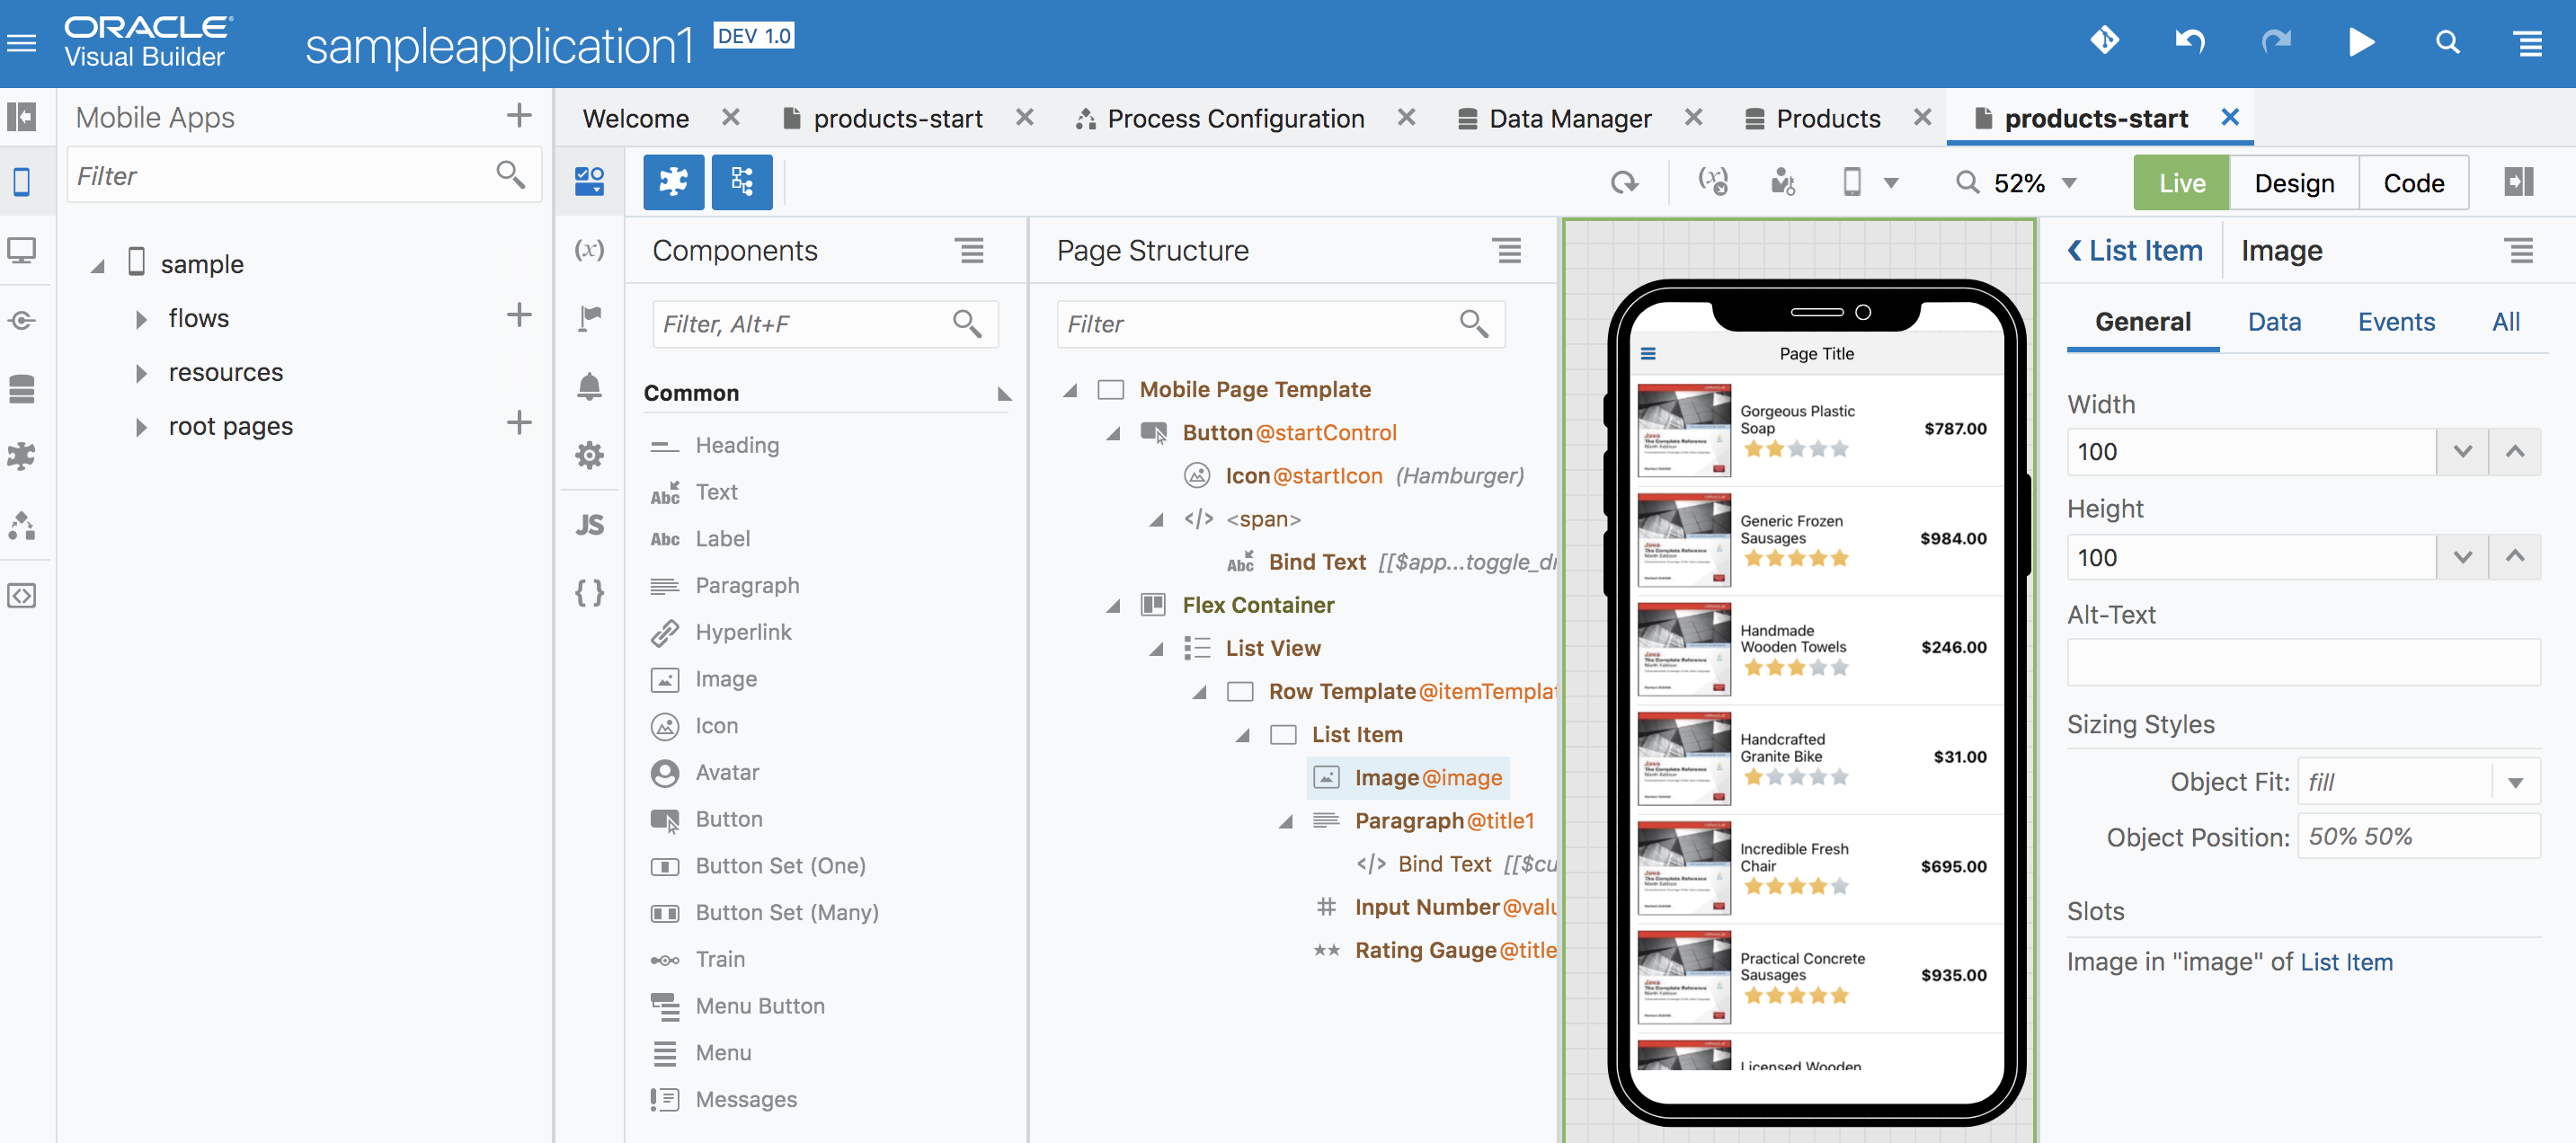 ORACLE
Visual Builder
sampleapplication1 DEV 1.0
Mobile Apps
Filter
sample
flows
resources
root pages
Welcome
products-start
Process Configuration
Data Manager
Products
products-start
(x)
JS
{ }
52%
Live
Design
Code
Components
Filter, Alt+F
Common
Heading
Abc Text
Abc Label
Paragraph
Hyperlink
Image
Icon
Avatar
Button
Button Set (One)
Button Set (Many)
Train
Menu Button
Menu
Messages
Page Structure
Filter
Mobile Page Template
Button@startControl
Icon@startIcon (Hamburger)
</> <span>
Abc Bind Text [[$app...toggle_dr
Flex Container
List View
Row Template@itemTemplat
List Item
Image@image
Paragraph@title1
</> Bind Text [[$cu
Input Number@valu
Rating Gauge@title
Page Title
Gorgeous Plastic
Soap
$787.00
Generic Frozen
Sausages
$984.00
Handmade
Wooden Towels
$246.00
Handcrafted
Granite Bike
$31.00
Incredible Fresh
Chair
$695.00
Practical Concrete
Sausages
$935.00
Licensed Wooden
List Item
Image
General
Data
Events
All
Width
100
Height
100
Alt-Text
Sizing Styles
Object Fit: fill
Object Position: 50% 50%
Slots
Image in "image" of List Item